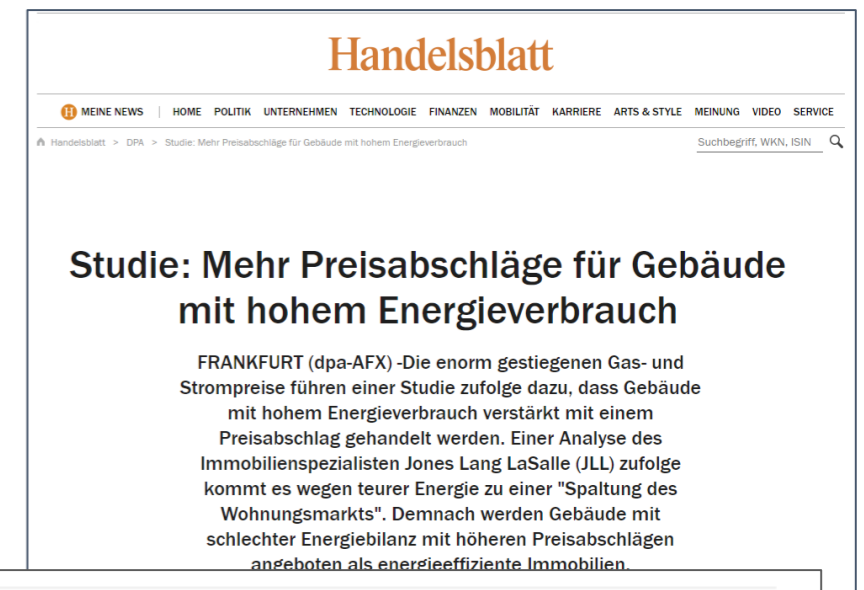 Handelsblatt
H MEINE NEWS | HOME POLITIK UNTERNEHMEN TECHNOLOGIE FINANZEN MOBILITÄT KARRIERE ARTS & STYLE MEINUNG VIDEO SERVICE
Handelsblatt > DPA > Studie: Mehr Preisabschläge für Gebäude mit hohem Energieverbrauch Suchbegriff, WKN, ISIN
Studie: Mehr Preisabschläge für Gebäude
mit hohem Energieverbrauch
FRANKFURT (dpa-AFX) -Die enorm gestiegenen Gas- und
Strompreise führen einer Studie zufolge dazu, dass Gebäude
mit hohem Energieverbrauch verstärkt mit einem
Preisabschlag gehandelt werden. Einer Analyse des
Immobilienspezialisten Jones Lang LaSalle (JLL) zufolge
kommt es wegen teurer Energie zu einer "Spaltung des
Wohnungsmarkts". Demnach werden Gebäude mit
schlechter Energiebilanz mit höheren Preisabschlägen
angeboten als energieeffiziente Immobilien.